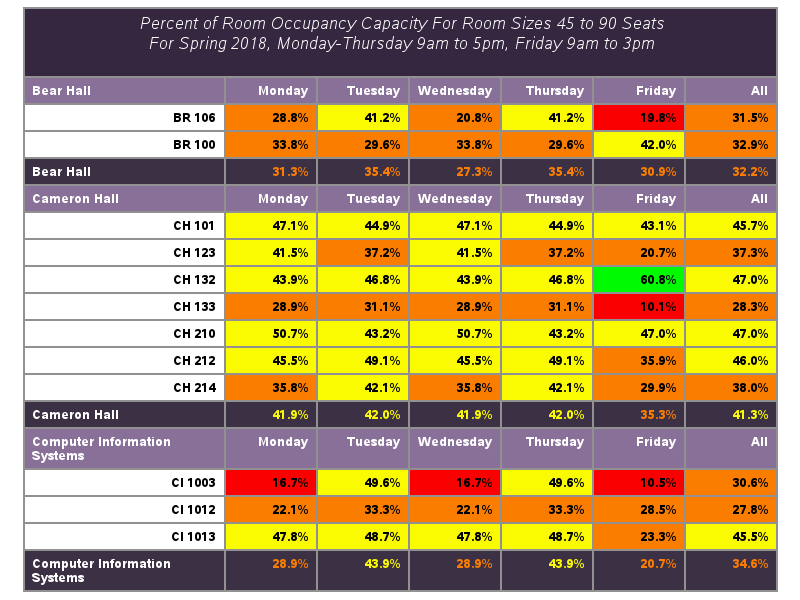 Percent of Room Occupancy Capacity For Room Sizes 45 to 90 Seats
For Spring 2018, Monday-Thursday 9am to 5pm, Friday 9am to 3pm
Bear Hall Monday Tuesday Wednesday Thursday Friday All
BR 106 28.8% 41.2% 20.8% 41.2% 19.8% 31.5%
BR 100 33.8% 29.6% 33.8% 29.6% 42.0% 32.9%
Bear Hall 31.3% 35.4% 27.3% 35.4% 30.9% 32.2%
Cameron Hall Monday Tuesday Wednesday Thursday Friday All
CH 101 47.1% 44.9% 47.1% 44.9% 43.1% 45.7%
CH 123 41.5% 37.2% 41.5% 37.2% 20.7% 37.3%
CH 132 43.9% 46.8% 43.9% 46.8% 60.8% 47.0%
CH 133 28.9% 31.1% 28.9% 31.1% 10.1% 28.3%
CH 210 50.7% 43.2% 50.7% 43.2% 47.0% 47.0%
CH 212 45.5% 49.1% 45.5% 49.1% 35.9% 46.0%
CH 214 35.8% 42.1% 35.8% 42.1% 29.9% 38.0%
Cameron Hall 41.9% 42.0% 41.9% 42.0% 35.3% 41.3%
Computer Information Monday Tuesday Wednesday Thursday Friday All
Systems
CI 1003 16.7% 49.6% 16.7% 49.6% 10.5% 30.6%
CI 1012 22.1% 33.3% 22.1% 33.3% 28.5% 27.8%
CI 1013 47.8% 48.7% 47.8% 48.7% 23.3% 45.5%
Computer Information 28.9% 43.9% 28.9% 43.9% 20.7% 34.6%
Systems